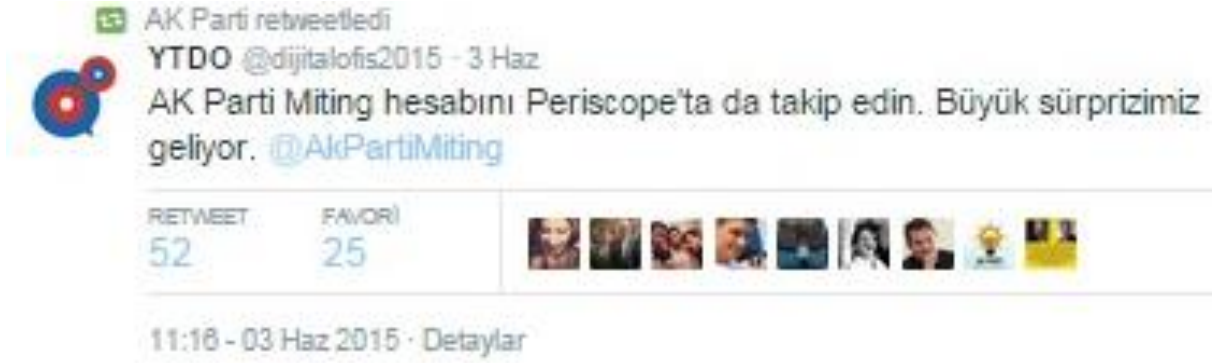 AK Parti retweetledi
YTDO @dijitalofis2015 · 3 Haz
AK Parti Miting hesabını Periscope'ta da takip edin. Büyük sürprizimiz
geliyor. @AkPartiMiting
RETWEET FAVORİ
52 25
11:16 - 03 Haz 2015 · Detaylar